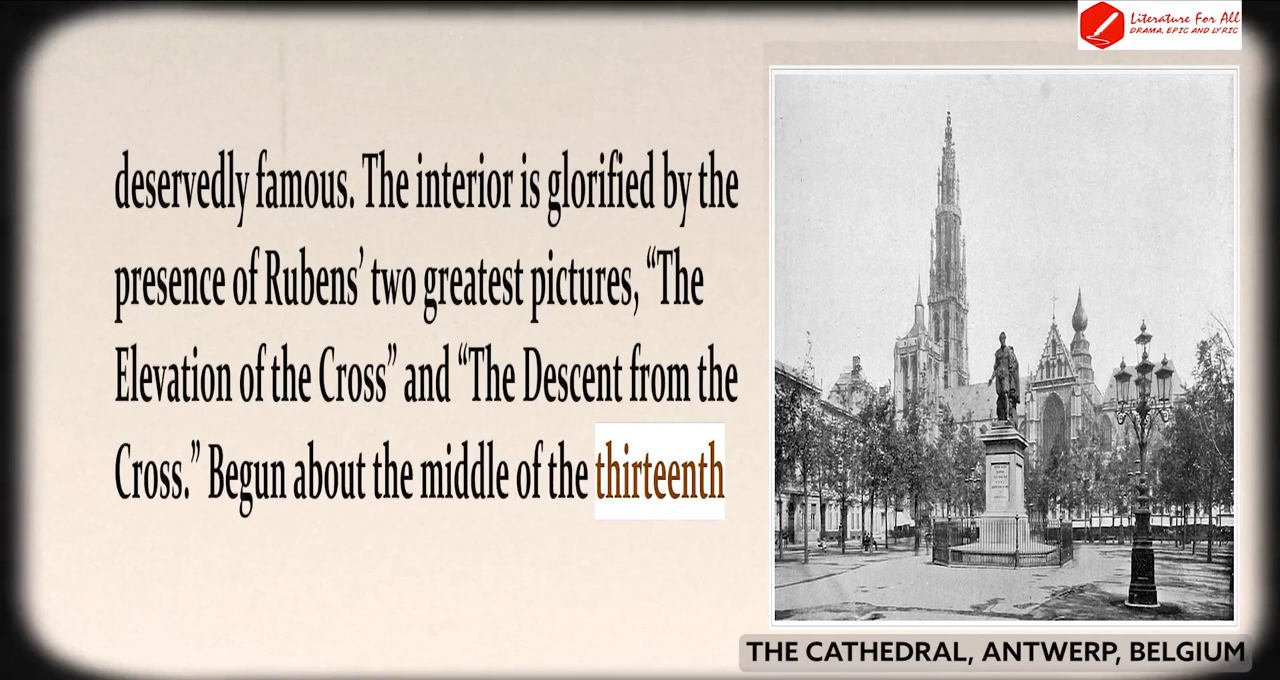 Literature For All
DRAMA, EPIC AND LYRIC
deservedly famous. The interior is glorified by the
presence of Rubens’ two greatest pictures, “The
Elevation of the Cross” and “The Descent from the
Cross.” Begun about the middle of the thirteenth
THE CATHEDRAL, ANTWERP, BELGIUM